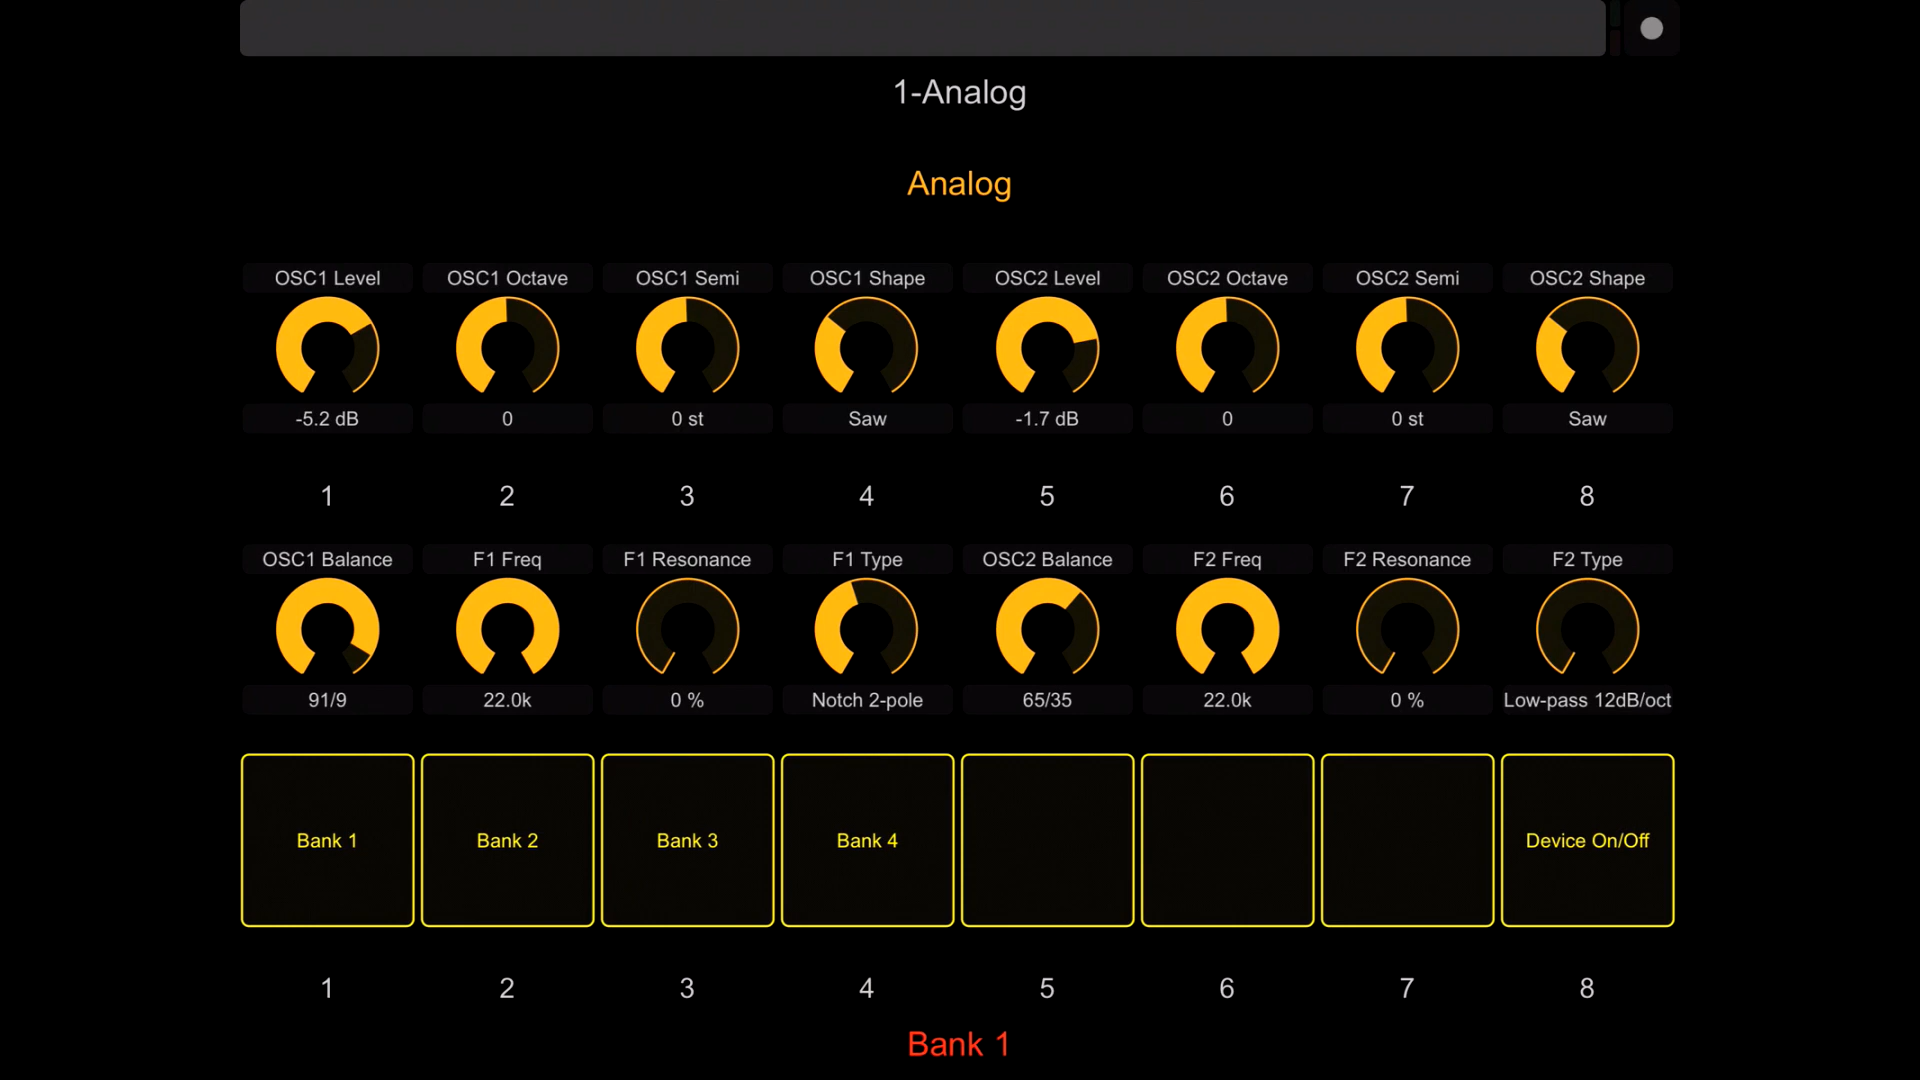 1-Analog
Analog
OSC1 Level OSC1 Octave OSC1 Semi OSC1 Shape OSC2 Level OSC2 Octave OSC2 Semi OSC2 Shape
-5.2 dB 0 0 st Saw -1.7 dB 0 0 st Saw
1 2 3 4 5 6 7 8
OSC1 Balance F1 Freq F1 Resonance F1 Type OSC2 Balance F2 Freq F2 Resonance F2 Type
91/9 22.0k 0 % Notch 2-pole 65/35 22.0k 0 % Low-pass 12dB/oct
Bank 1 Bank 2 Bank 3 Bank 4 Device On/Off
1 2 3 4 5 6 7 8
Bank 1